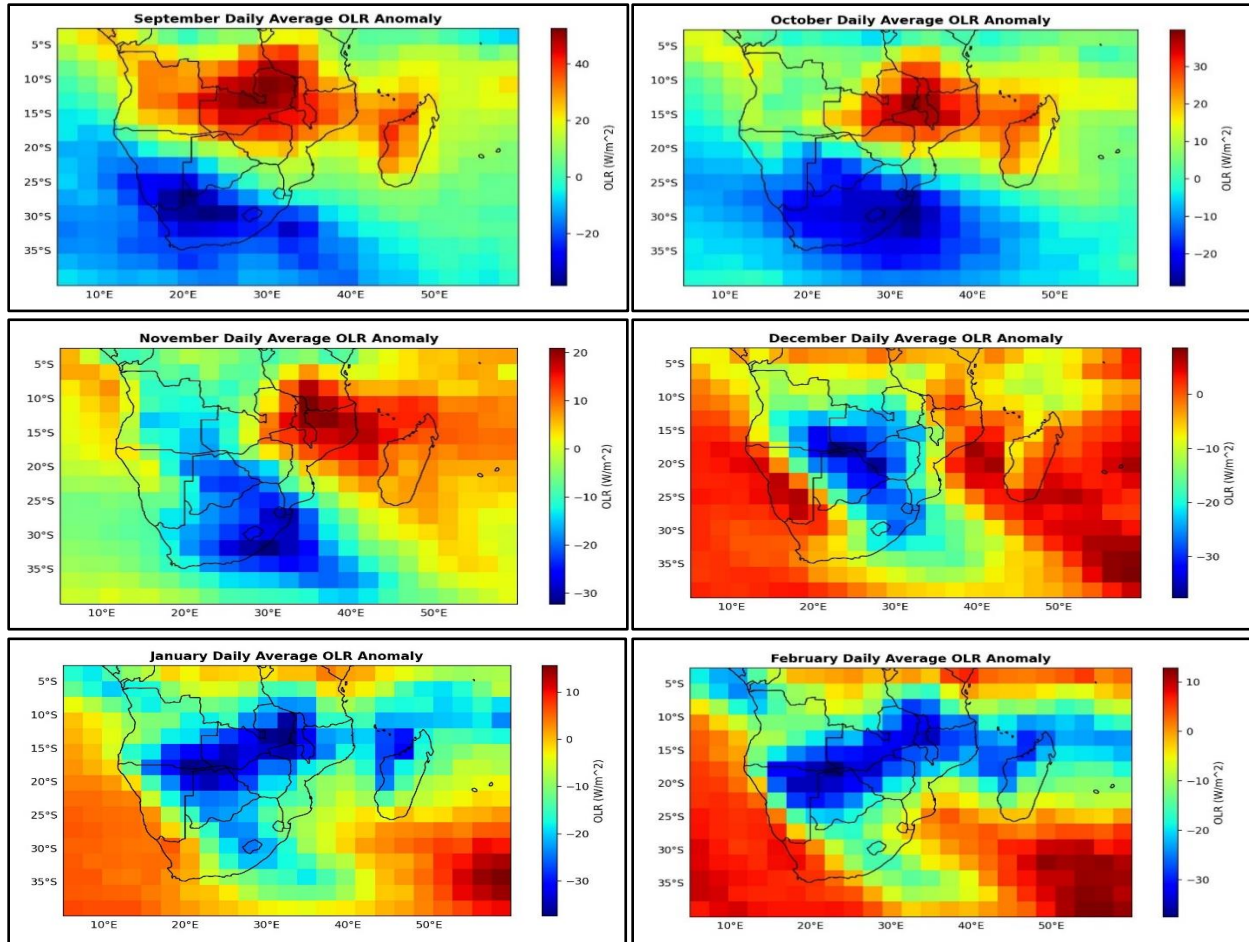 September Daily Average OLR Anomaly
5°S
10°S
15°S
20°S
25°S
30°S
35°S
10°E 20°E 30°E 40°E 50°E
40
20
0
−20
OLR (W/m^2)
October Daily Average OLR Anomaly
5°S
10°S
15°S
20°S
25°S
30°S
35°S
10°E 20°E 30°E 40°E 50°E
30
20
10
0
−10
−20
OLR (W/m^2)
November Daily Average OLR Anomaly
5°S
10°S
15°S
20°S
25°S
30°S
35°S
10°E 20°E 30°E 40°E 50°E
20
10
0
−10
−20
−30
OLR (W/m^2)
December Daily Average OLR Anomaly
5°S
10°S
15°S
20°S
25°S
30°S
35°S
10°E 20°E 30°E 40°E 50°E
0
−10
−20
−30
OLR (W/m^2)
January Daily Average OLR Anomaly
5°S
10°S
15°S
20°S
25°S
30°S
35°S
10°E 20°E 30°E 40°E 50°E
10
0
−10
−20
−30
OLR (W/m^2)
February Daily Average OLR Anomaly
5°S
10°S
15°S
20°S
25°S
30°S
35°S
10°E 20°E 30°E 40°E 50°E
10
0
−10
−20
−30
OLR (W/m^2)